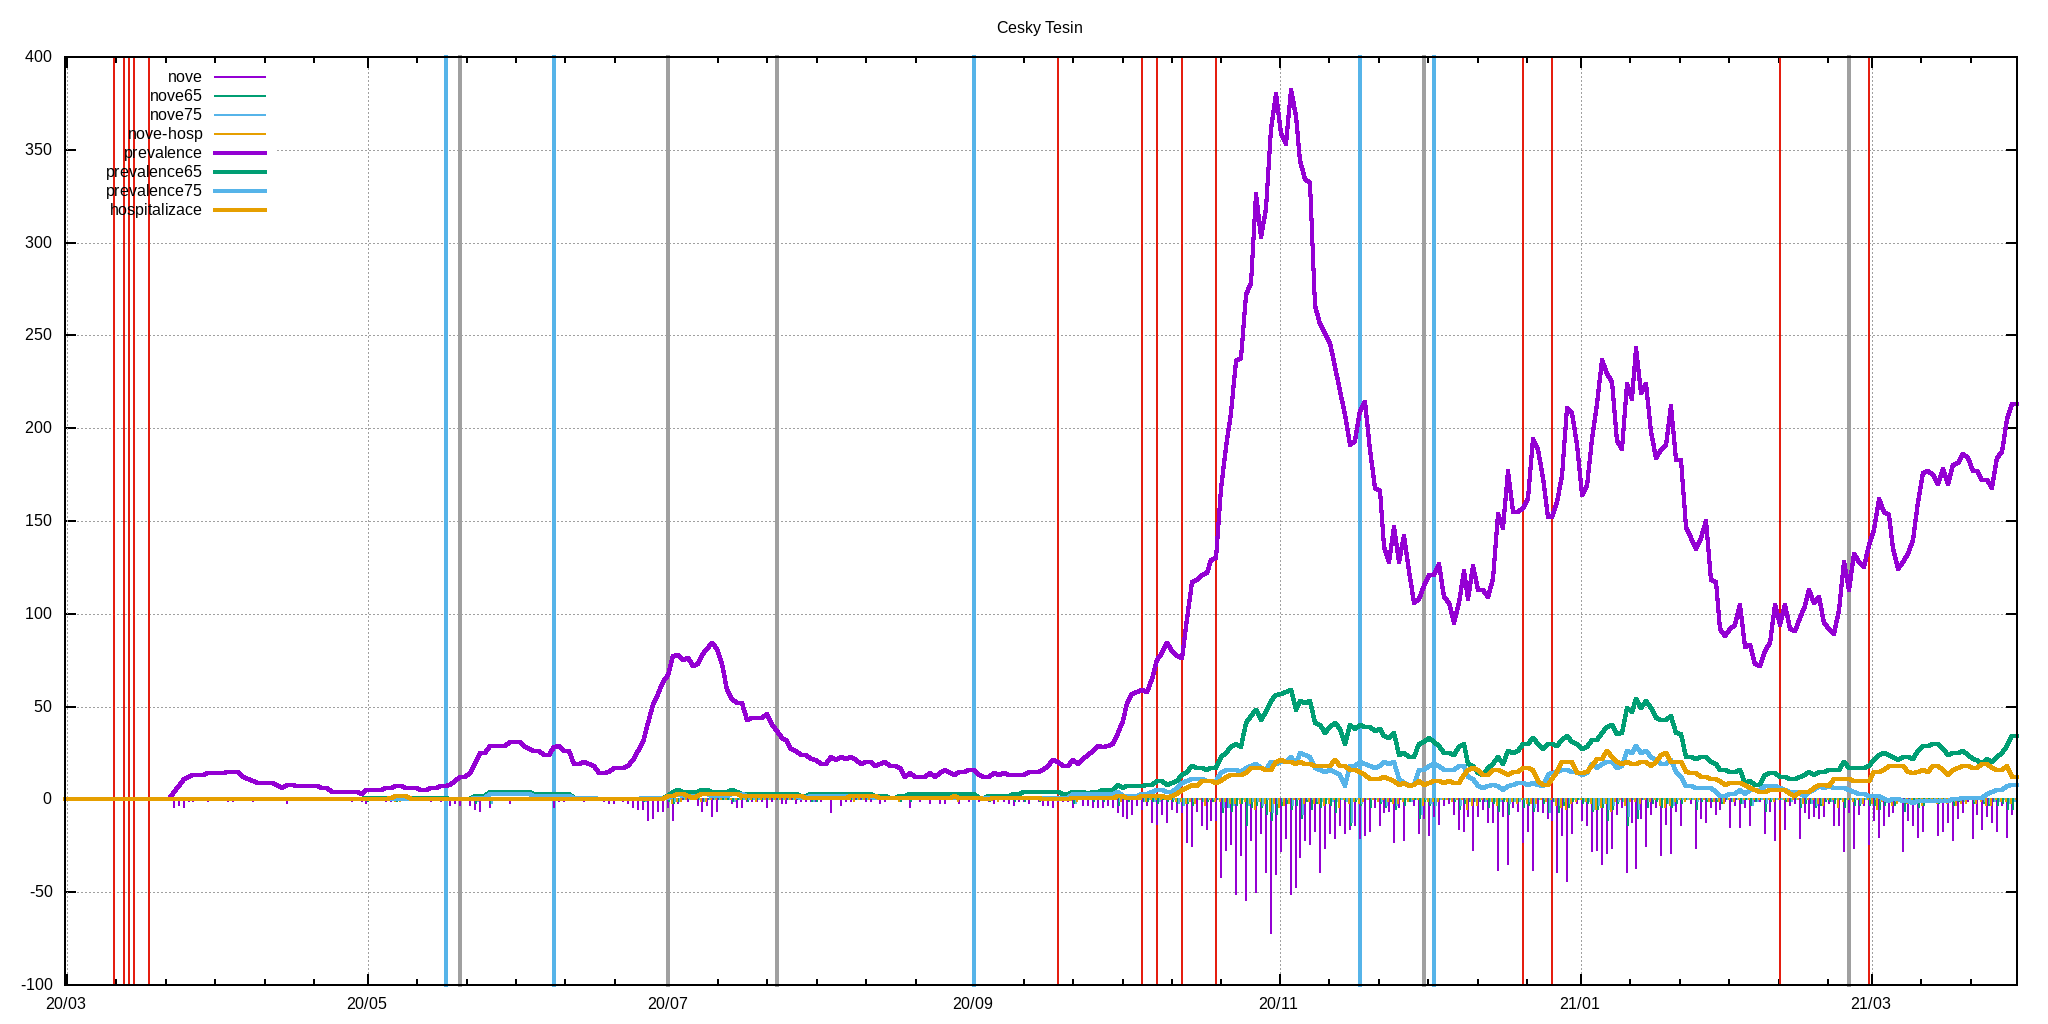 Cesky Tesin
400
350
300
250
200
150
100
50
0
-50
-100
nove
nove65
nove75
nove-hosp
prevalence
prevalence65
prevalence75
hospitalizace
20/03 20/05 20/07 20/09 20/11 21/01 21/03